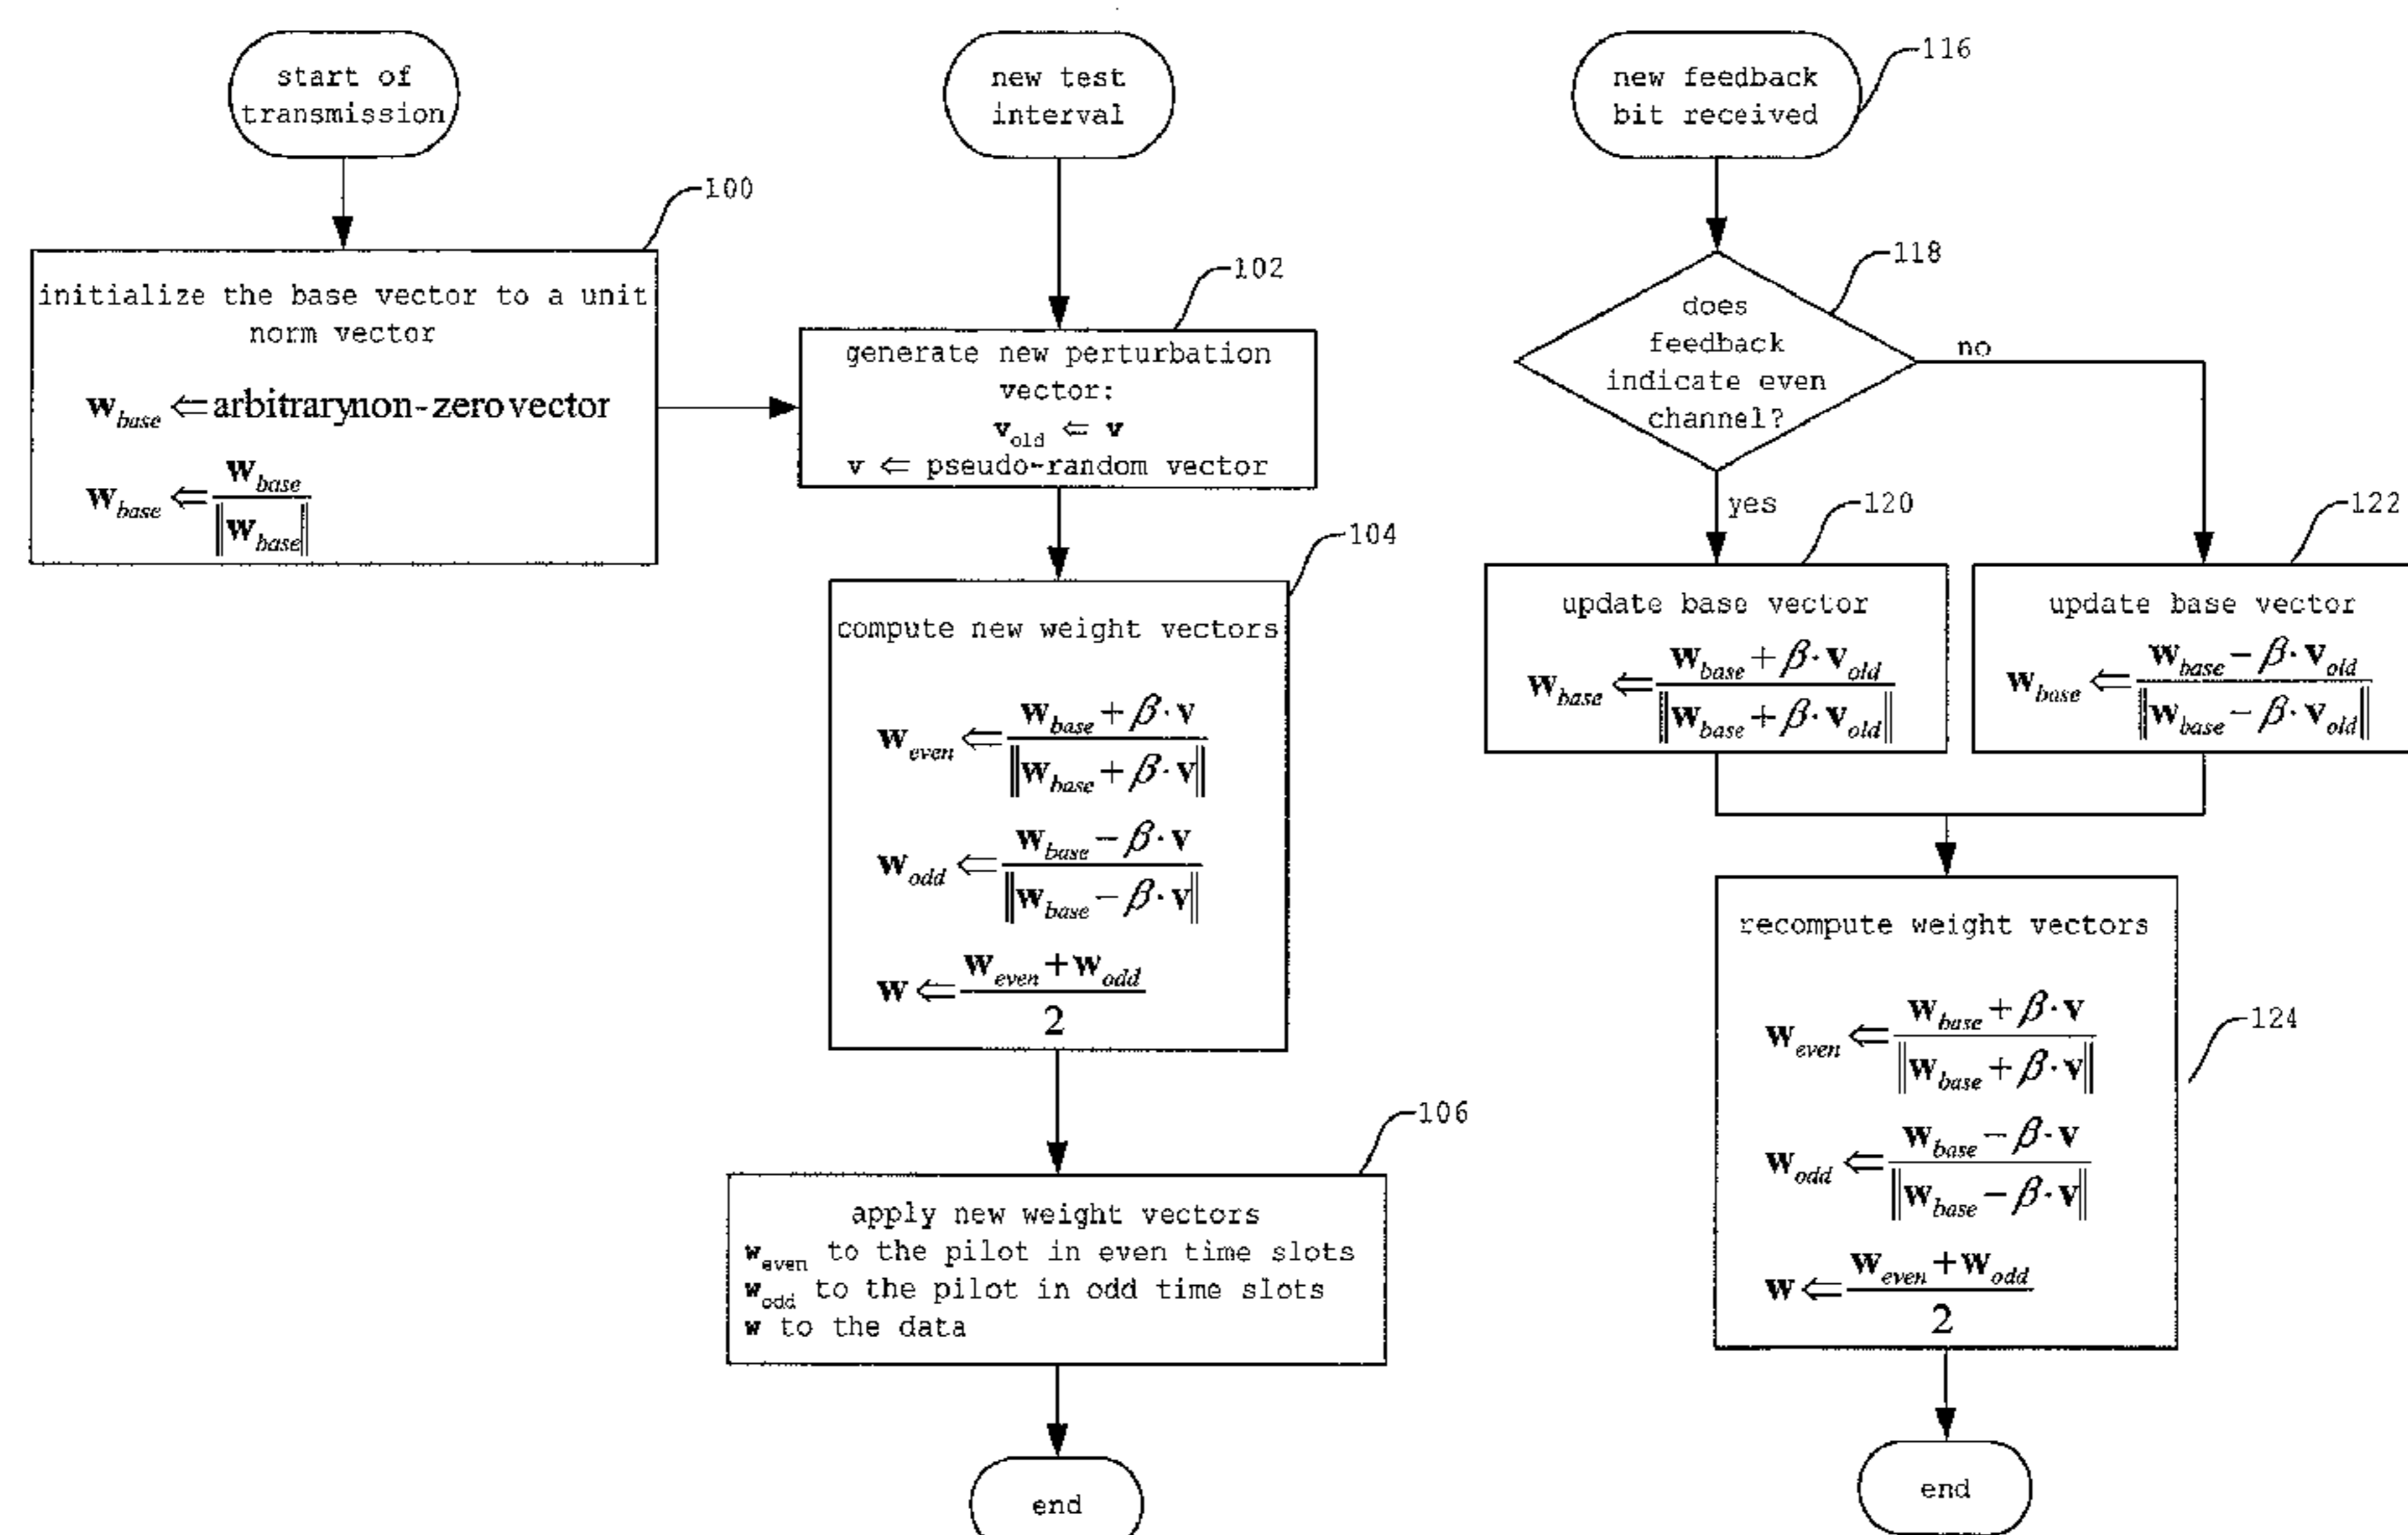 start of
transmission
100
initialize the base vector to a unit
norm vector
w_base ⇐ arbitrarynon-zerovector
w_base ⇐ w_base / ‖w_base‖
new test
interval
102
generate new perturbation
vector:
v_old ⇐ v
v ⇐ pseudo-random vector
104
compute new weight vectors
w_even ⇐ (w_base + β·v) / ‖w_base + β·v‖
w_odd ⇐ (w_base − β·v) / ‖w_base − β·v‖
w ⇐ (w_even + w_odd) / 2
106
apply new weight vectors
w_even to the pilot in even time slots
w_odd to the pilot in odd time slots
w to the data
end
new feedback
bit received
116
118
does
feedback
indicate even
channel?
no
yes
120
update base vector
w_base ⇐ (w_base + β·v_old) / ‖w_base + β·v_old‖
122
update base vector
w_base ⇐ (w_base − β·v_old) / ‖w_base − β·v_old‖
recompute weight vectors
124
w_even ⇐ (w_base + β·v) / ‖w_base + β·v‖
w_odd ⇐ (w_base − β·v) / ‖w_base − β·v‖
w ⇐ (w_even + w_odd) / 2
end